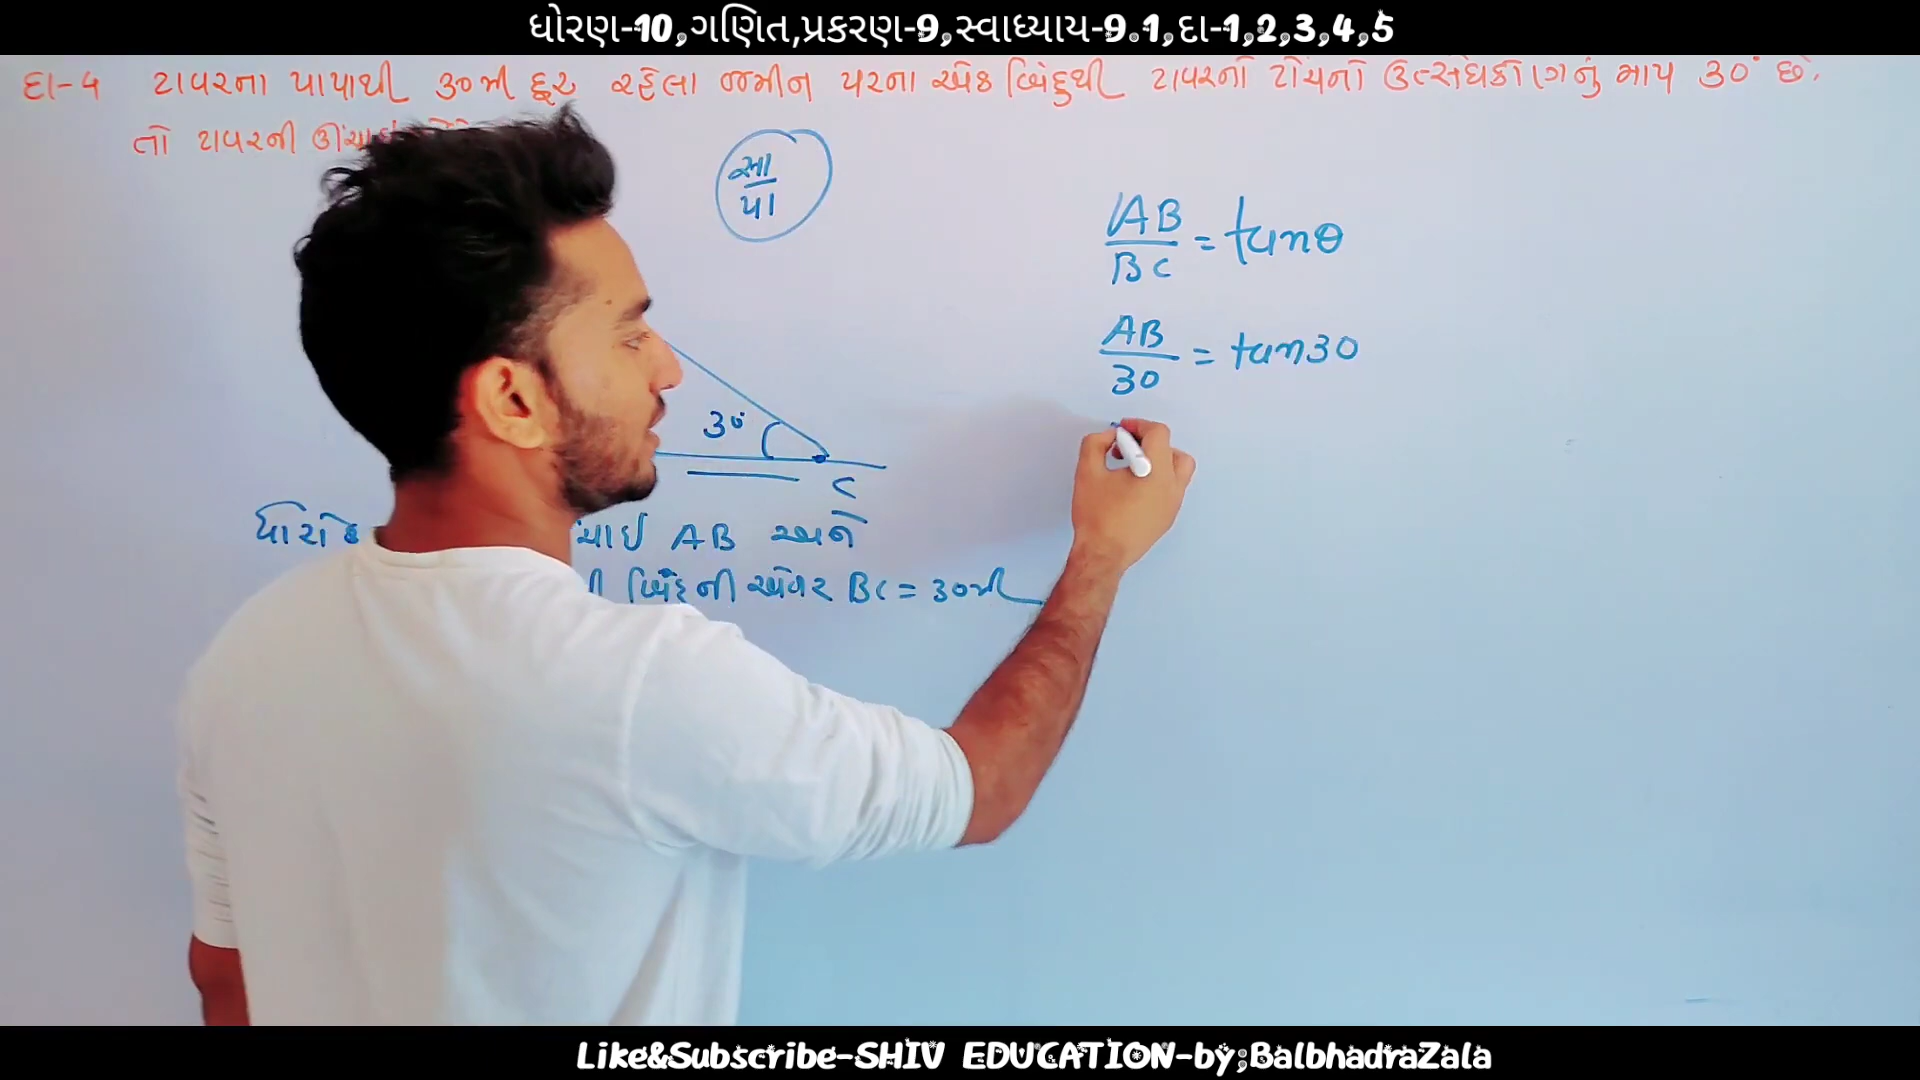 ધોરણ-10,ગણિત,પ્રકરણ-9,સ્વાધ્યાય-9.1,દા-1,2,3,4,5
દા-4 ટાવરના પાયાથી 30મી દૂર રહેલા જમીન પરના એક બિંદુથી ટાવરની ટોચના ઉત્સેધકોણનું માપ 30° છે.
તો ટાવરની ઊંચાઈ
સા
પા
AB
BC = tanθ
AB
30 = tan30
30°
C
ધારો કે AB અને
બિંદુની અંતર BC = 30મી
Like&Subscribe-SHIV EDUCATION-by;BalbhadraZala